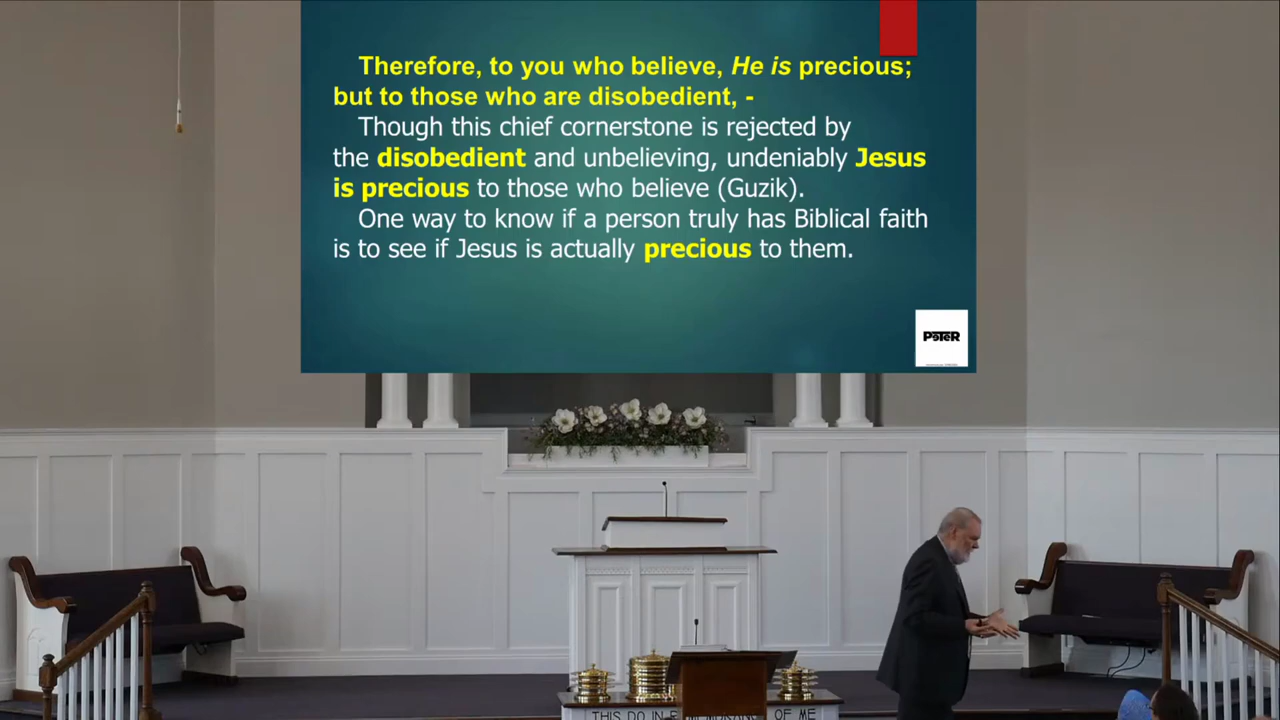 Therefore, to you who believe, He is precious;
but to those who are disobedient, -
Though this chief cornerstone is rejected by
the disobedient and unbelieving, undeniably Jesus
is precious to those who believe (Guzik).
One way to know if a person truly has Biblical faith
is to see if Jesus is actually precious to them.
PeTeR
THIS DO IN OF ME